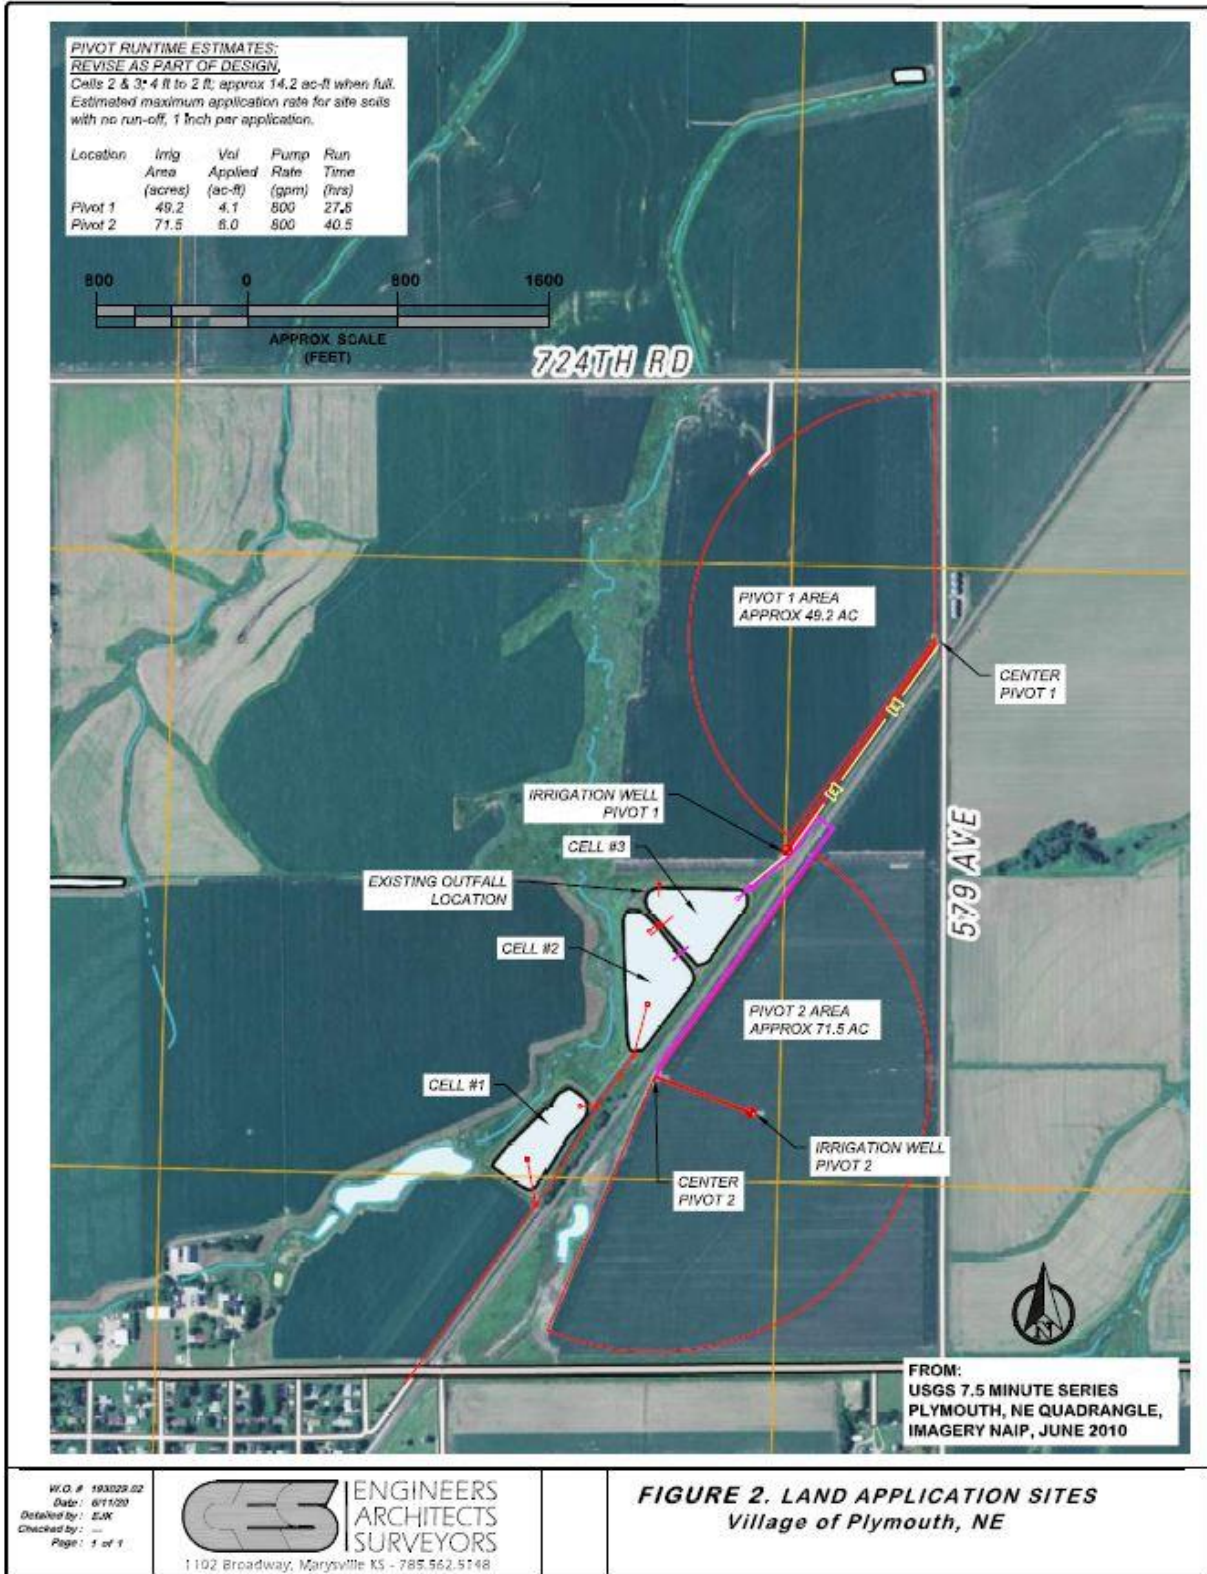 PIVOT RUNTIME ESTIMATES:
REVISE AS PART OF DESIGN.
Cells 2 & 3; 4 ft to 2 ft; approx 14.2 ac-ft when full.
Estimated maximum application rate for site soils
with no run-off, 1 inch per application.
Location Irrig Vol Pump Run
Area Applied Rate Time
(acres) (ac-ft) (gpm) (hrs)
Pivot 1 49.2 4.1 800 27.8
Pivot 2 71.5 6.0 800 40.5
800 0 800 1600
APPROX SCALE
(FEET)
724TH RD
PIVOT 1 AREA
APPROX 49.2 AC
CENTER
PIVOT 1
[E]
[E]
IRRIGATION WELL
PIVOT 1
CELL #3
579 AVE
EXISTING OUTFALL
LOCATION
CELL #2
PIVOT 2 AREA
APPROX 71.5 AC
CELL #1
IRRIGATION WELL
PIVOT 2
CENTER
PIVOT 2
N
FROM:
USGS 7.5 MINUTE SERIES
PLYMOUTH, NE QUADRANGLE,
IMAGERY NAIP, JUNE 2010
W.O. # 193029.02
Date: 6/11/20
Detailed by: EJK
Checked by: ---
Page: 1 of 1
CES
ENGINEERS
ARCHITECTS
SURVEYORS
1102 Broadway, Marysville KS - 785.562.5148
FIGURE 2. LAND APPLICATION SITES
Village of Plymouth, NE